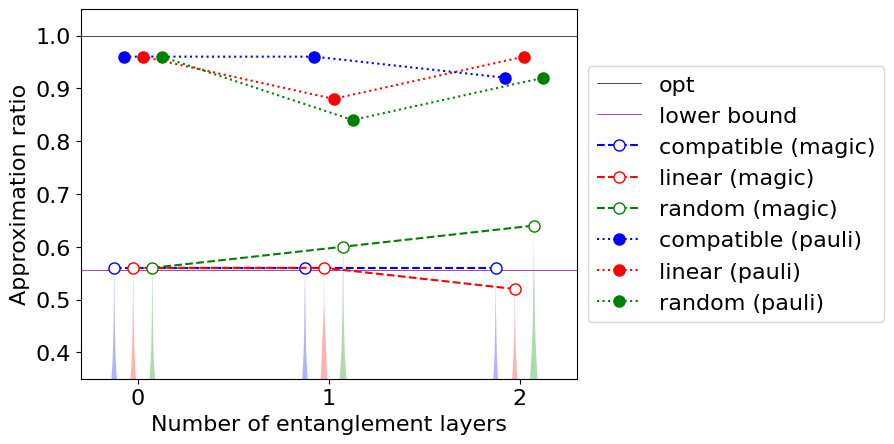 Approximation ratio
1.0
0.9
0.8
0.7
0.6
0.5
0.4
0
1
2
Number of entanglement layers
opt
lower bound
compatible (magic)
linear (magic)
random (magic)
compatible (pauli)
linear (pauli)
random (pauli)